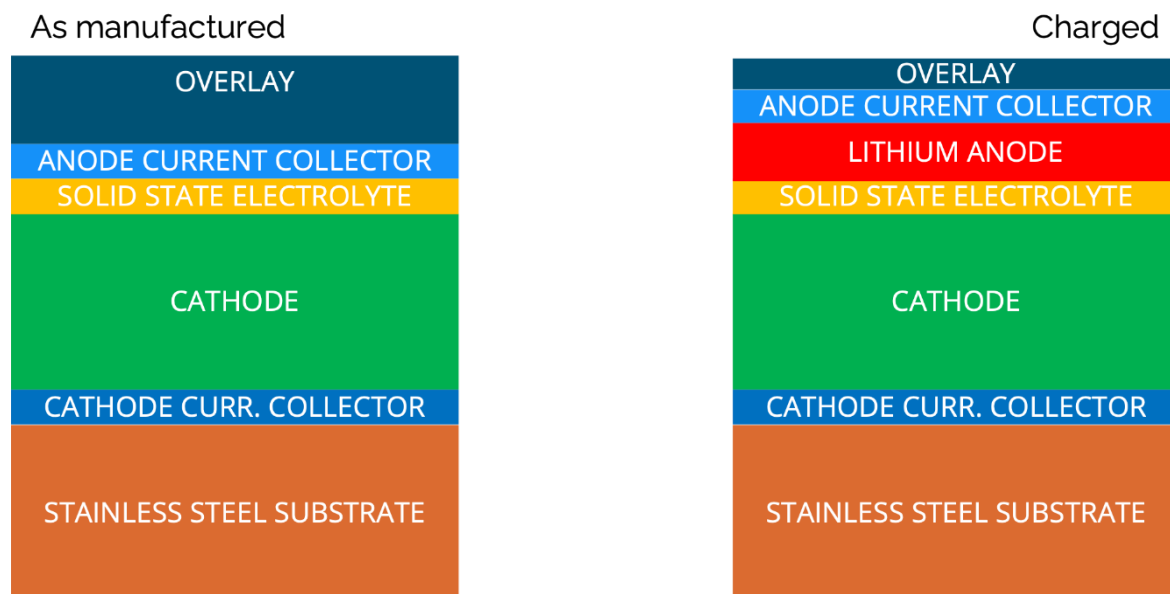 As manufactured
OVERLAY
ANODE CURRENT COLLECTOR
SOLID STATE ELECTROLYTE
CATHODE
CATHODE CURR. COLLECTOR
STAINLESS STEEL SUBSTRATE
Charged
OVERLAY
ANODE CURRENT COLLECTOR
LITHIUM ANODE
SOLID STATE ELECTROLYTE
CATHODE
CATHODE CURR. COLLECTOR
STAINLESS STEEL SUBSTRATE